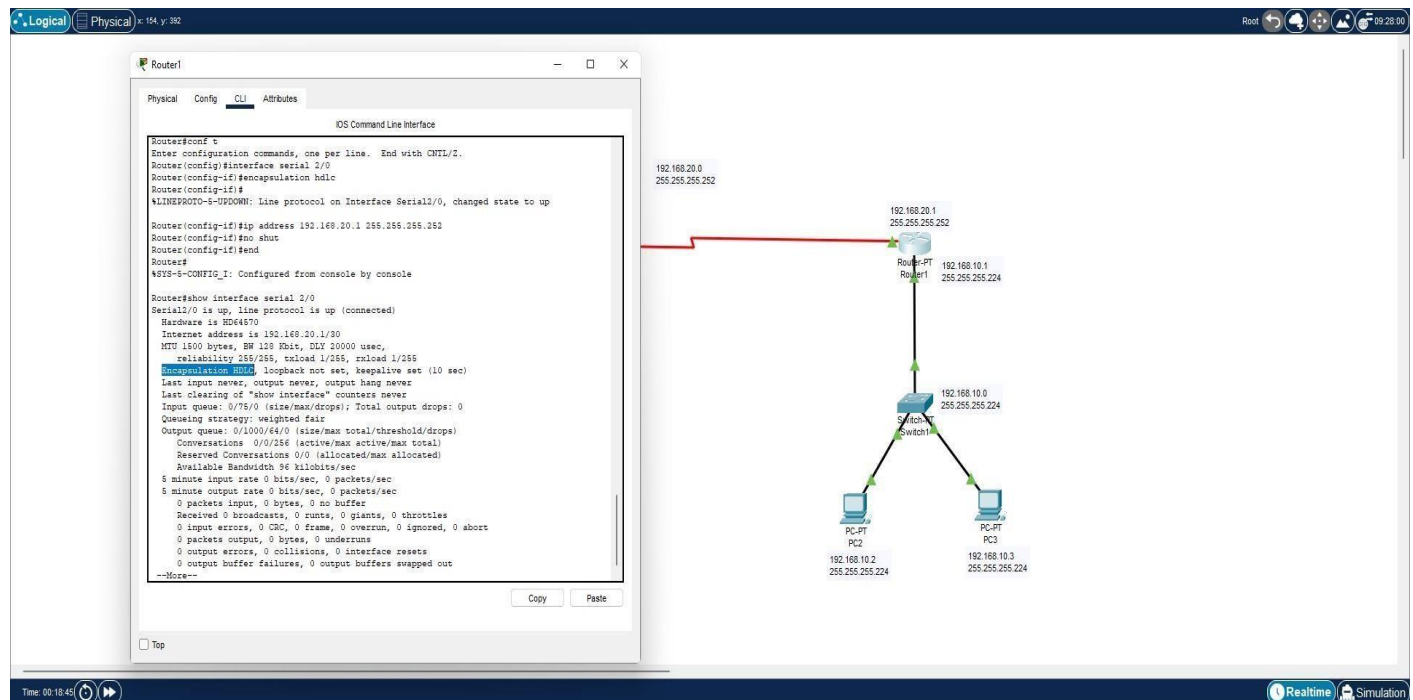 Logical Physical x: 154, y: 392 Root 09:28:00
Router1
Physical Config CLI Attributes
IOS Command Line Interface
Router#conf t
Enter configuration commands, one per line. End with CNTL/Z.
Router(config)#interface serial 2/0
Router(config-if)#encapsulation hdlc
Router(config-if)#
%LINEPROTO-5-UPDOWN: Line protocol on Interface Serial2/0, changed state to up
Router(config-if)#ip address 192.168.20.1 255.255.255.252
Router(config-if)#no shut
Router(config-if)#end
Router#
%SYS-5-CONFIG_I: Configured from console by console
Router#show interface serial 2/0
Serial2/0 is up, line protocol is up (connected)
Hardware is HD64570
Internet address is 192.168.20.1/30
MTU 1500 bytes, BW 128 Kbit, DLY 20000 usec,
reliability 255/255, txload 1/255, rxload 1/255
Encapsulation HDLC, loopback not set, keepalive set (10 sec)
Last input never, output never, output hang never
Last clearing of "show interface" counters never
Input queue: 0/75/0 (size/max/drops); Total output drops: 0
Queueing strategy: weighted fair
Output queue: 0/1000/64/0 (size/max total/threshold/drops)
Conversations 0/0/256 (active/max active/max total)
Reserved Conversations 0/0 (allocated/max allocated)
Available Bandwidth 96 kilobits/sec
5 minute input rate 0 bits/sec, 0 packets/sec
5 minute output rate 0 bits/sec, 0 packets/sec
0 packets input, 0 bytes, 0 no buffer
Received 0 broadcasts, 0 runts, 0 giants, 0 throttles
0 input errors, 0 CRC, 0 frame, 0 overrun, 0 ignored, 0 abort
0 packets output, 0 bytes, 0 underruns
0 output errors, 0 collisions, 0 interface resets
0 output buffer failures, 0 output buffers swapped out
--More--
Copy Paste
Top
192.168.20.0
255.255.255.252
192.168.20.1
255.255.255.252
Router-PT
Router1
192.168.10.1
255.255.255.224
192.168.10.0
255.255.255.224
Switch-PT
Switch1
PC-PT
PC2
192.168.10.2
255.255.255.224
PC-PT
PC3
192.168.10.3
255.255.255.224
Time: 00:18:45 Realtime Simulation